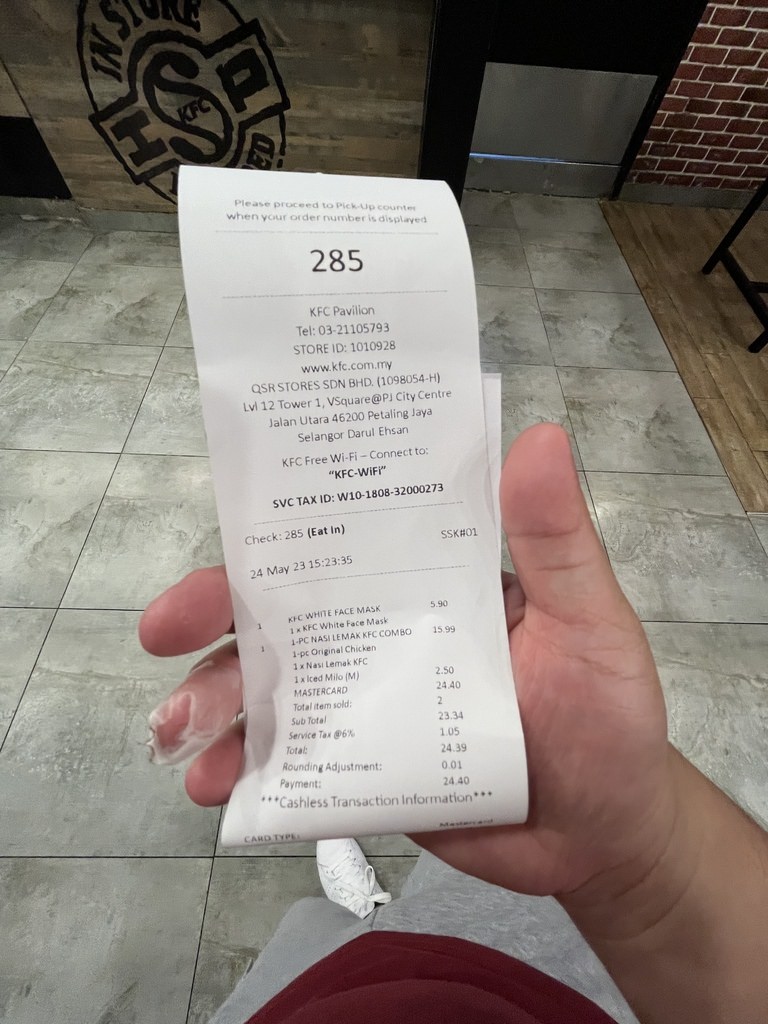 IN STORE
H S D
KFC
Please proceed to Pick-Up counter
when your order number is displayed
285
KFC Pavilion
Tel: 03-21105793
STORE ID: 1010928
www.kfc.com.my
QSR STORES SDN BHD. (1098054-H)
Lvl 12 Tower 1, VSquare@PJ City Centre
Jalan Utara 46200 Petaling Jaya
Selangor Darul Ehsan
KFC Free Wi-Fi – Connect to:
"KFC-WiFi"
SVC TAX ID: W10-1808-32000273
Check: 285 (Eat In) SSK#01
24 May 23 15:23:35
1 KFC WHITE FACE MASK 5.90
1 x KFC White Face Mask
1 1-PC NASI LEMAK KFC COMBO 15.99
1-pc Original Chicken
1 x Nasi Lemak KFC
1 x Iced Milo (M) 2.50
MASTERCARD 24.40
Total item sold: 2
Sub Total 23.34
Service Tax @6% 1.05
Total: 24.39
Rounding Adjustment: 0.01
Payment: 24.40
***Cashless Transaction Information***
CARD TYPE: Mastercard